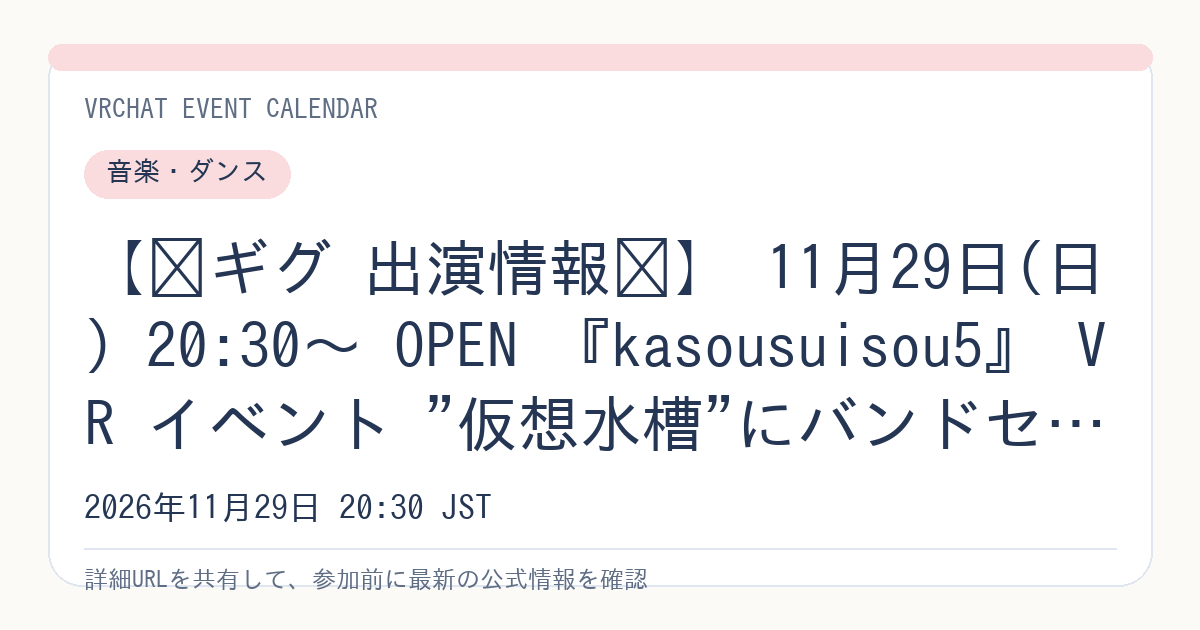 VRCHAT EVENT CALENDAR
音楽・ダンス
【☒ギグ 出演情報☒】 11月29日(日
) 20:30〜 OPEN 『kasousuisou5』 V
R イベント ”仮想水槽”にバンドセ…
2026年11月29日 20:30 JST
詳細URLを共有して、参加前に最新の公式情報を確認